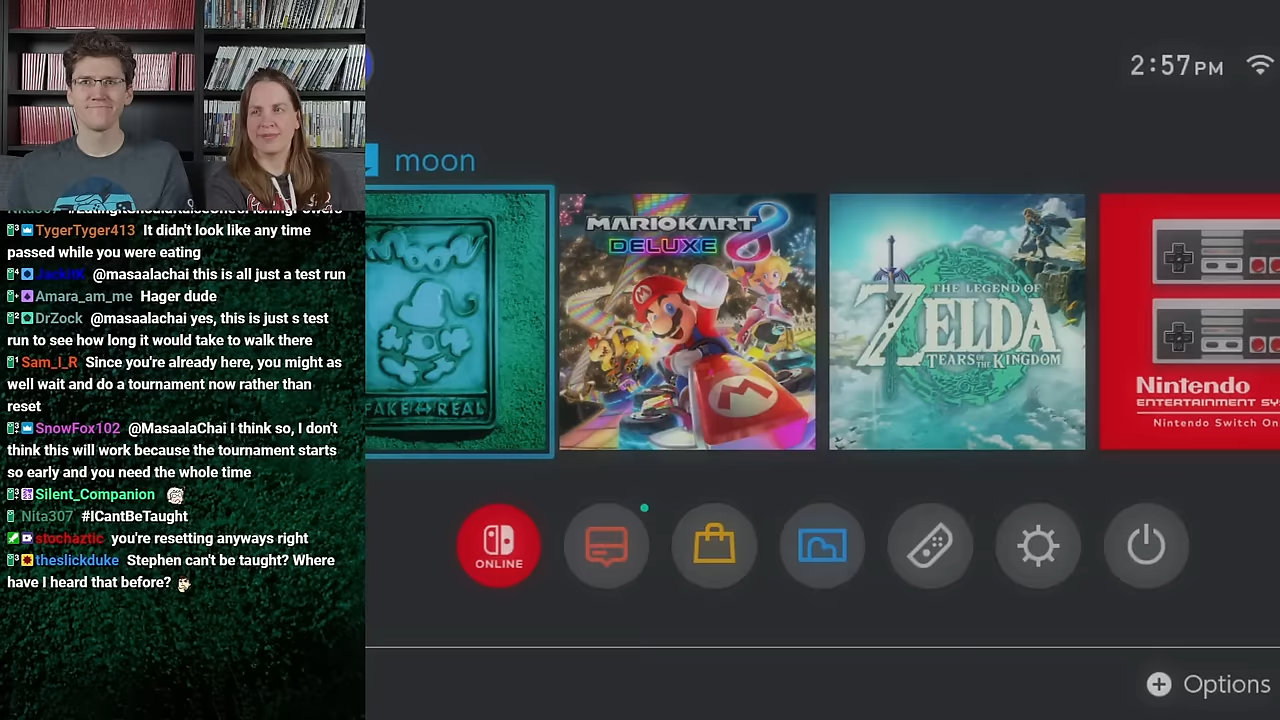 2:57 PM
moon
TygerTyger413 It didn't look like any time
passed while you were eating
@masaalachai this is all just a test run
Amara_am_me Hager dude
DrZock @masaalachai yes, this is just s test
run to see how long it would take to walk there
Sam_I_R Since you're already here, you might as
well wait and do a tournament now rather than
reset
SnowFox102 @MasaalaChai I think so, I don't
think this will work because the tournament starts
so early and you need the whole time
Silent_Companion
Nita307 #ICantBeTaught
stochaztic you're resetting anyways right
theslickduke Stephen can't be taught? Where
have I heard that before?
moon
FAKE REAL
MARIOKART 8
DELUXE
THE LEGEND OF
ZELDA
TEARS OF THE KINGDOM
Nintendo
ENTERTAINMENT SY
Nintendo Switch On
ONLINE
Options